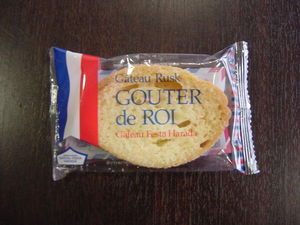 Gateau Rusk
GOUTER
de ROI
Gateau Festa Harada